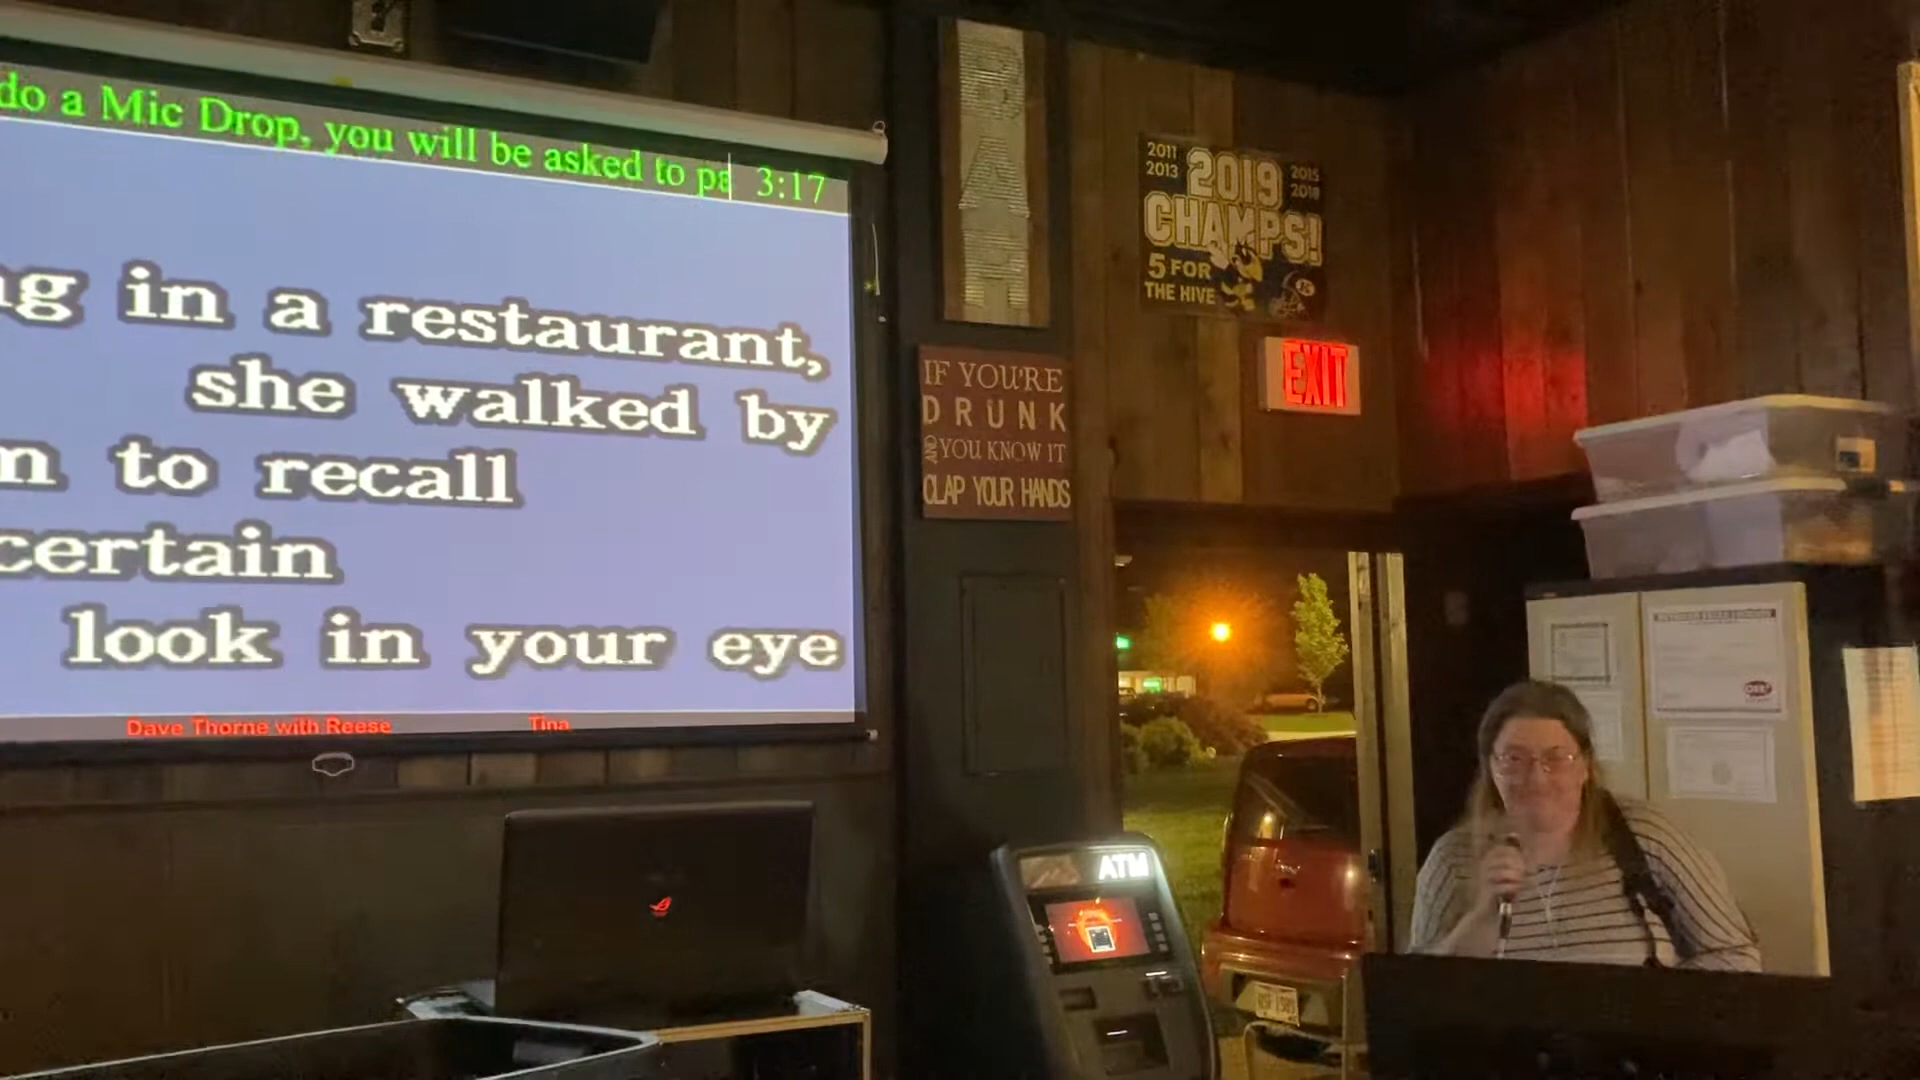 do a Mic Drop, you will be asked to pa
3:17
in a restaurant,
she walked by
to recall
certain
look in your eye
Dave Thorne with Reese
Tina
BAR
IF YOU'RE
DRUNK
AND YOU KNOW IT
CLAP YOUR HANDS
2011
2013
2019
2015
2018
CHAMPS!
5 FOR
THE HIVE
EXIT
ATM